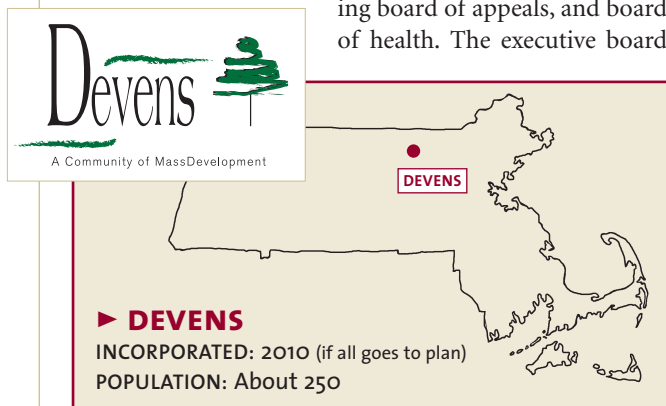 ing board of appeals, and board
of health. The executive board
Devens
A Community of MassDevelopment
DEVENS
► DEVENS
INCORPORATED: 2010 (if all goes to plan)
POPULATION: About 250